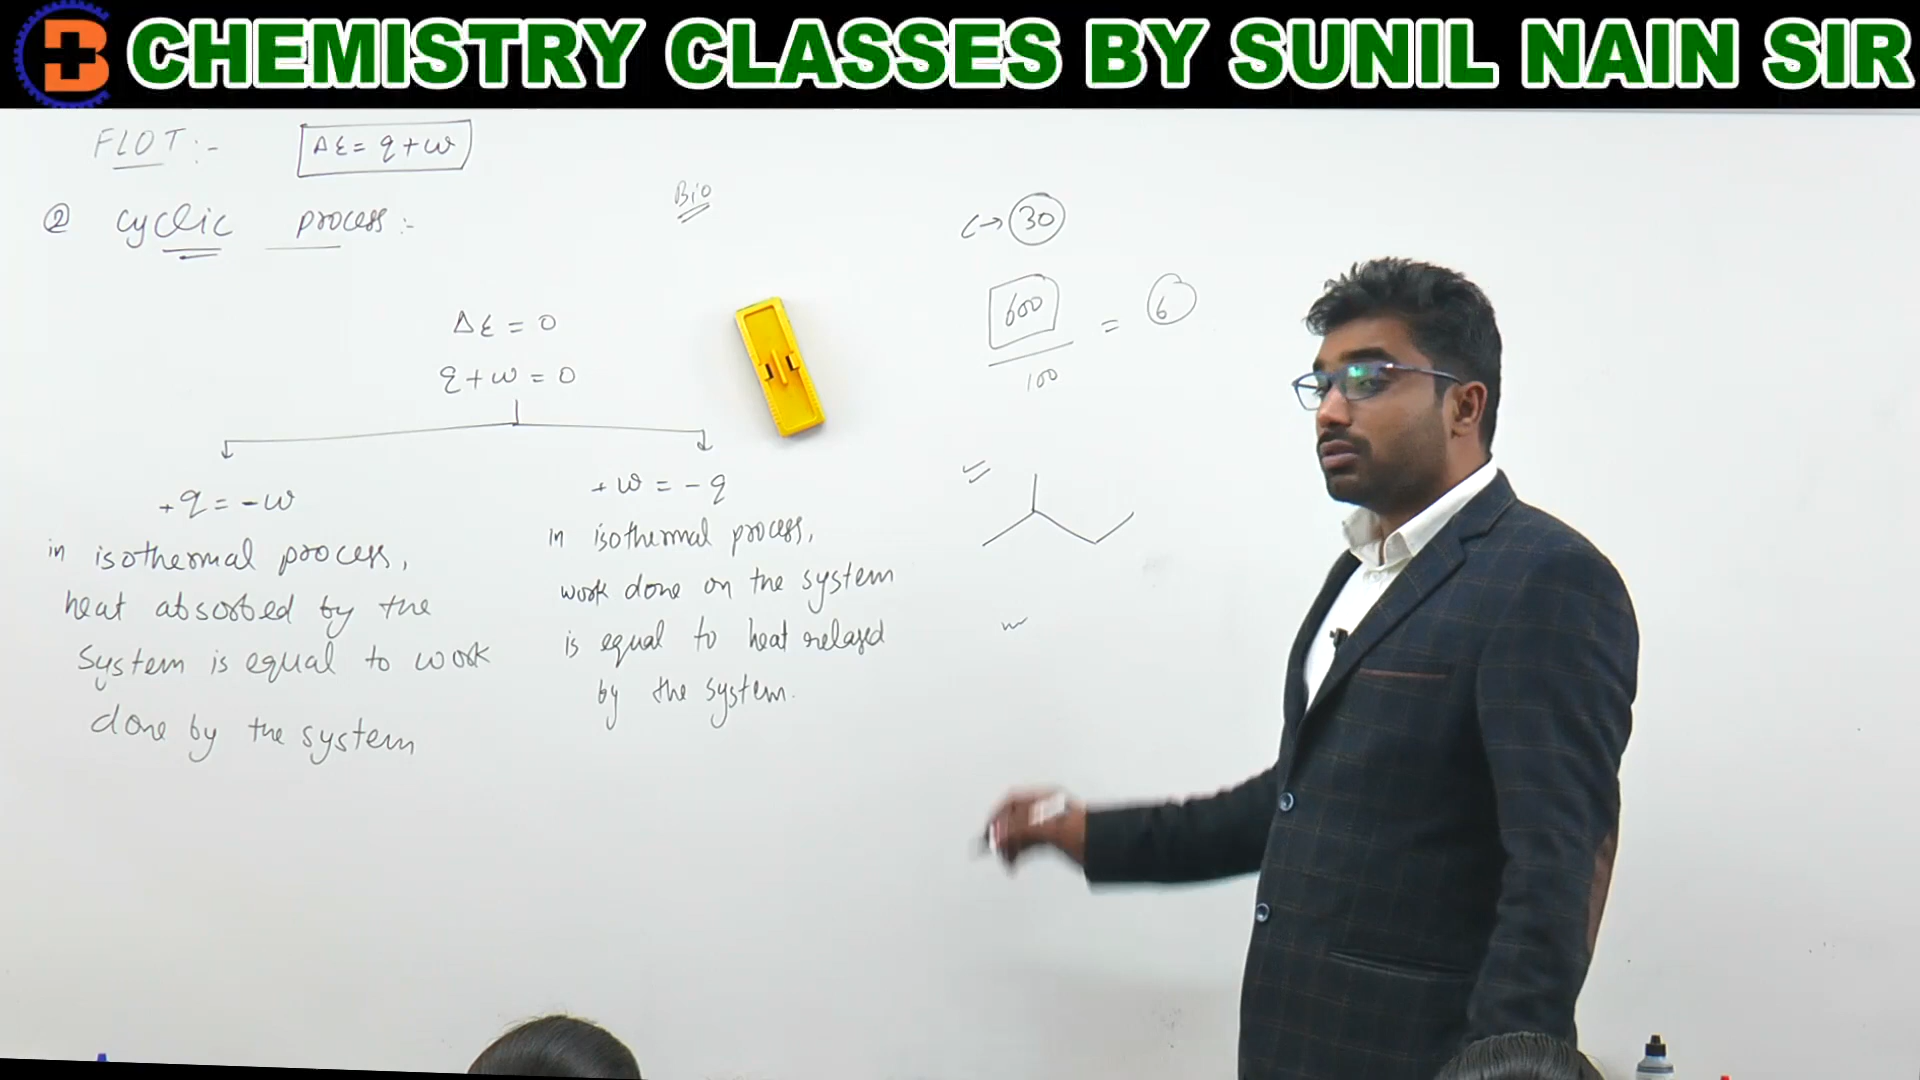 CHEMISTRY CLASSES BY SUNIL NAIN SIR
FLOT :-
ΔE = q + w
② cyclic process :-
ΔE = 0
q + w = 0
+q = -w
in isothermal process,
heat absorbed by the
System is equal to work
done by the system
+w = -q
in isothermal process,
work done on the system
is equal to heat relased
by the system.
Bio
30
600
100
= 6